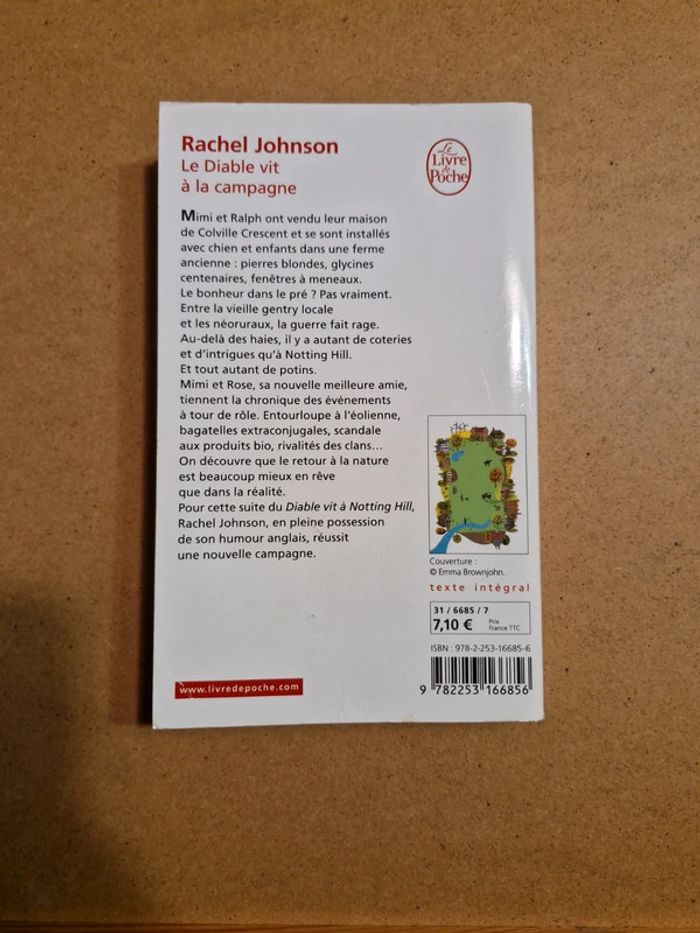 Rachel Johnson
Le Diable vit
à la campagne
Le
Livre
de
Poche
Mimi et Ralph ont vendu leur maison
de Colville Crescent et se sont installés
avec chien et enfants dans une ferme
ancienne : pierres blondes, glycines
centenaires, fenêtres à meneaux.
Le bonheur dans le pré ? Pas vraiment.
Entre la vieille gentry locale
et les néoruraux, la guerre fait rage.
Au-delà des haies, il y a autant de coteries
et d'intrigues qu'à Notting Hill.
Et tout autant de potins.
Mimi et Rose, sa nouvelle meilleure amie,
tiennent la chronique des événements
à tour de rôle. Entourloupe à l'éolienne,
bagatelles extraconjugales, scandale
aux produits bio, rivalités des clans...
On découvre que le retour à la nature
est beaucoup mieux en rêve
que dans la réalité.
Pour cette suite du Diable vit à Notting Hill,
Rachel Johnson, en pleine possession
de son humour anglais, réussit
une nouvelle campagne.
Couverture :
© Emma Brownjohn.
texte intégral
31 / 6685 / 7
7,10 € Prix
France TTC
ISBN : 978-2-253-16685-6
9 782253 166856
www.livredepoche.com